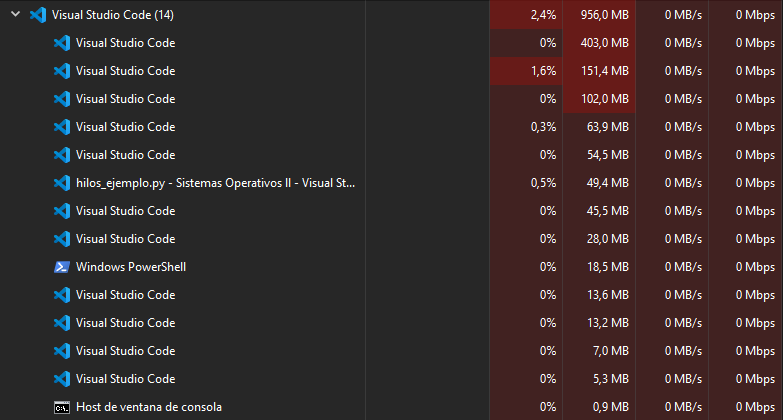 Visual Studio Code (14) 2,4% 956,0 MB 0 MB/s 0 Mbps
Visual Studio Code 0% 403,0 MB 0 MB/s 0 Mbps
Visual Studio Code 1,6% 151,4 MB 0 MB/s 0 Mbps
Visual Studio Code 0% 102,0 MB 0 MB/s 0 Mbps
Visual Studio Code 0,3% 63,9 MB 0 MB/s 0 Mbps
Visual Studio Code 0% 54,5 MB 0 MB/s 0 Mbps
hilos_ejemplo.py - Sistemas Operativos II - Visual St... 0,5% 49,4 MB 0 MB/s 0 Mbps
Visual Studio Code 0% 45,5 MB 0 MB/s 0 Mbps
Visual Studio Code 0% 28,0 MB 0 MB/s 0 Mbps
Windows PowerShell 0% 18,5 MB 0 MB/s 0 Mbps
Visual Studio Code 0% 13,6 MB 0 MB/s 0 Mbps
Visual Studio Code 0% 13,2 MB 0 MB/s 0 Mbps
Visual Studio Code 0% 7,0 MB 0 MB/s 0 Mbps
Visual Studio Code 0% 5,3 MB 0 MB/s 0 Mbps
Host de ventana de consola 0% 0,9 MB 0 MB/s 0 Mbps